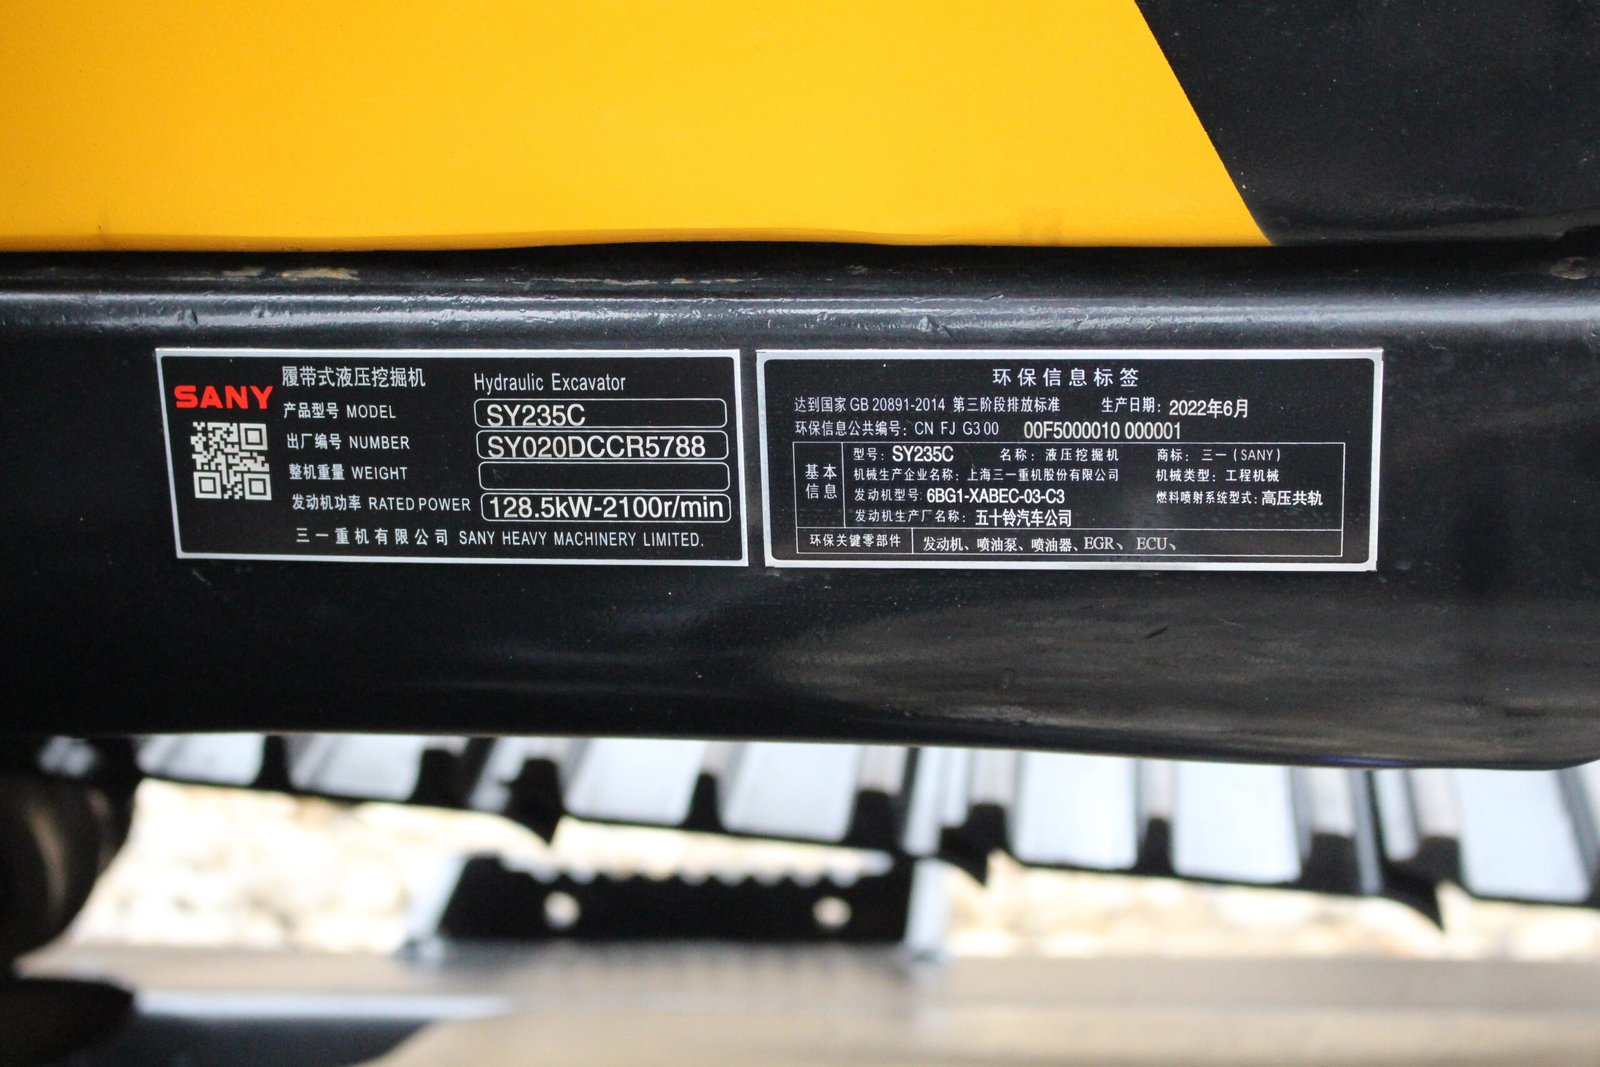 SANY
履带式液压挖掘机 Hydraulic Excavator
产品型号 MODEL SY235C
出厂编号 NUMBER SY020DCCR5788
整机重量 WEIGHT
发动机功率 RATED POWER 128.5kW-2100r/min
三一重机有限公司 SANY HEAVY MACHINERY LIMITED.
环保信息标签
达到国家 GB 20891-2014 第三阶段排放标准 生产日期: 2022年6月
环保信息公共编号: CN FJ G3 00 00F5000010 000001
基本信息
型号: SY235C 名称: 液压挖掘机 商标: 三一 (SANY)
机械生产企业名称: 上海三一重机股份有限公司 机械类型: 工程机械
发动机型号: 6BG1-XABEC-03-C3 燃料喷射系统型式: 高压共轨
发动机生产厂名称: 五十铃汽车公司
环保关键零部件 发动机、喷油泵、喷油器、EGR、 ECU、